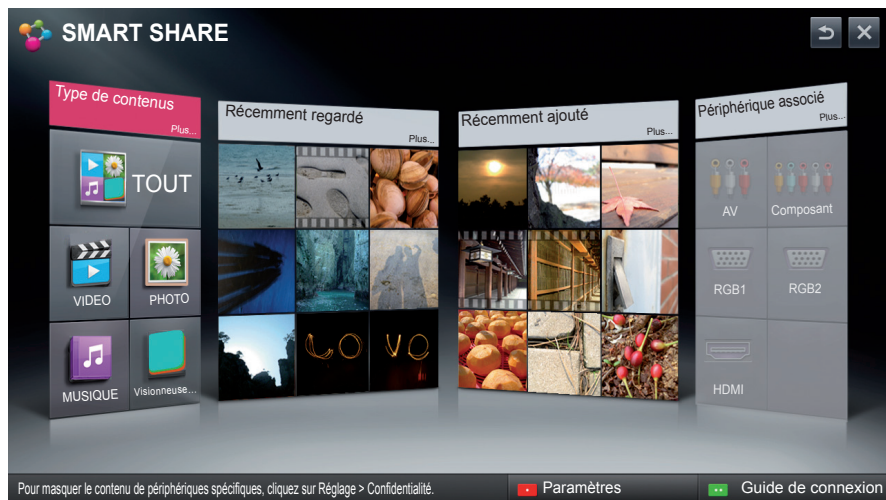 SMART SHARE
Type de contenus
Plus...
TOUT
VIDEO
PHOTO
MUSIQUE
Visionneuse...
Récemment regardé
Plus...
LOVE
Récemment ajouté
Plus...
Périphérique associé
Plus...
AV
Composant
RGB1
RGB2
HDMI
Pour masquer le contenu de périphériques spécifiques, cliquez sur Réglage > Confidentialité.
Paramètres
Guide de connexion